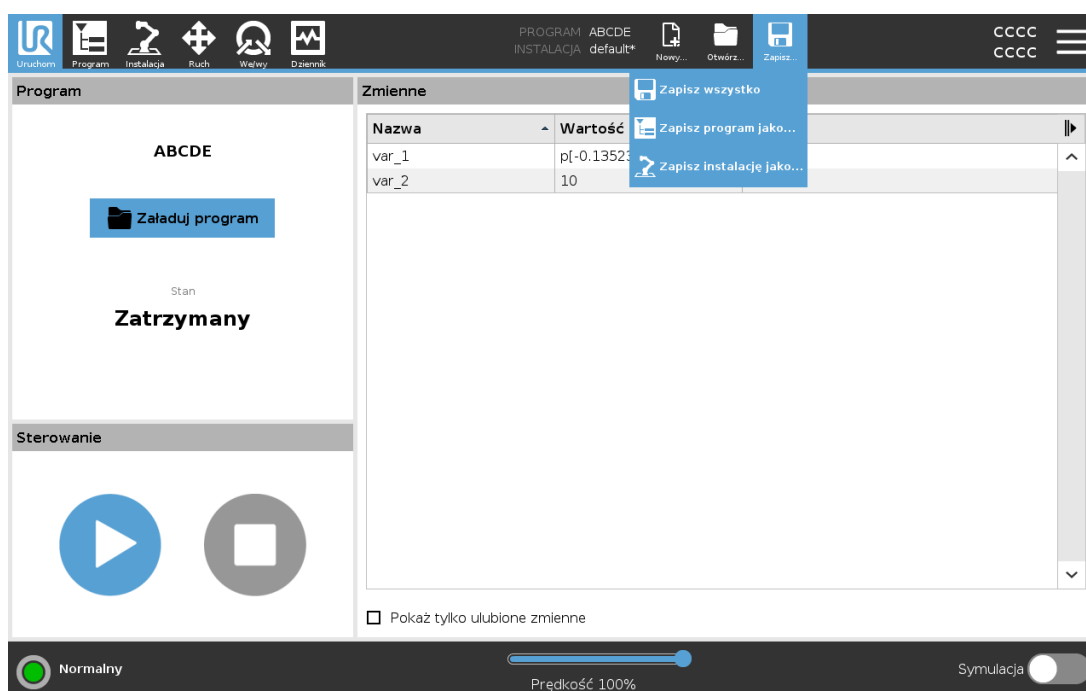 UR
Uruchom
Program
Instalacja
Ruch
We/wy
Dziennik
PROGRAM ABCDE
INSTALACJA default*
Nowy...
Otwórz...
Zapisz...
CCCC
CCCC
Zapisz wszystko
Zapisz program jako...
Zapisz instalację jako...
Program
ABCDE
Załaduj program
Stan
Zatrzymany
Sterowanie
Zmienne
Nazwa Wartość
var_1 p[-0.1352
var_2 10
Pokaż tylko ulubione zmienne
Normalny
Prędkość 100%
Symulacja